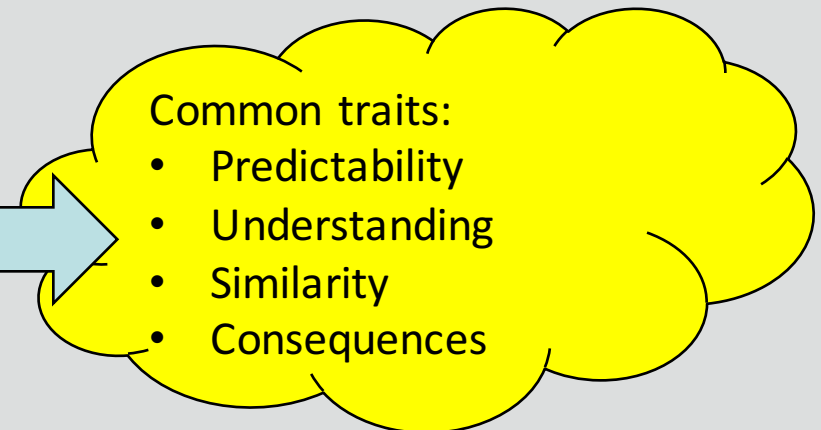 Common traits:
• Predictability
• Understanding
• Similarity
• Consequences